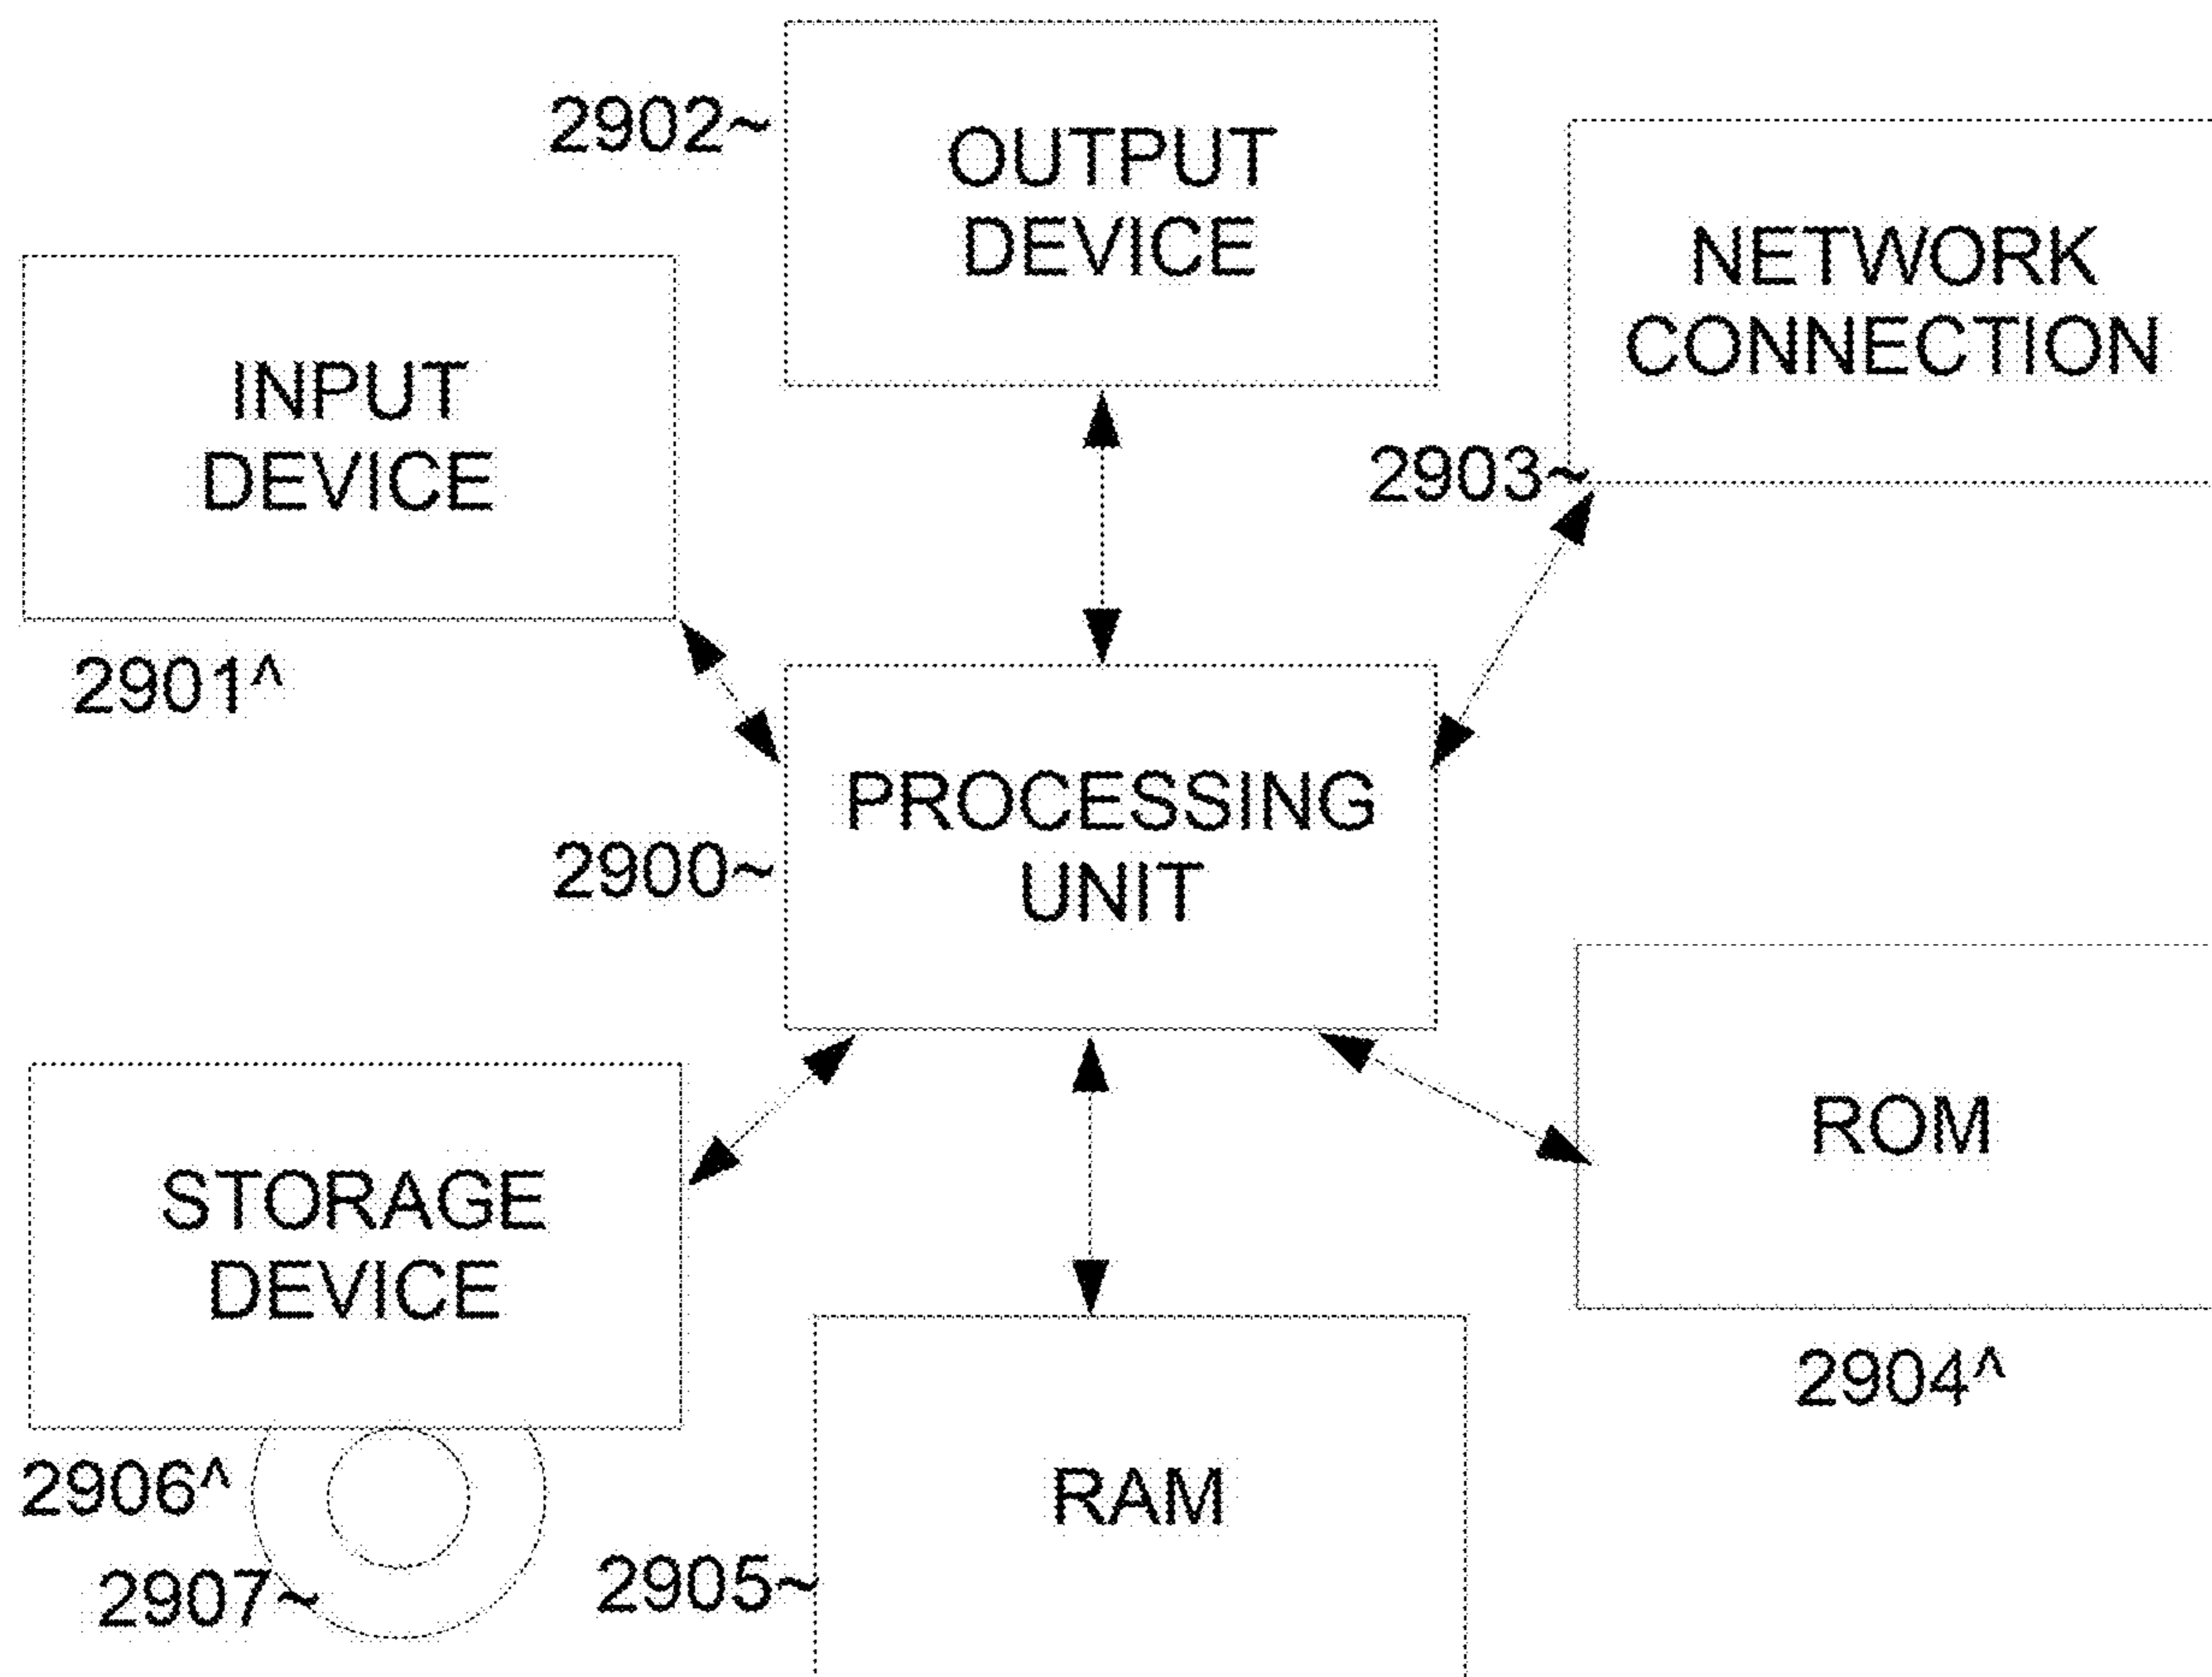 2902~
OUTPUT
DEVICE
NETWORK
CONNECTION
INPUT
DEVICE
2903~
2901^
PROCESSING
UNIT
2900~
ROM
STORAGE
DEVICE
2904^
2906^
RAM
2907~
2905~